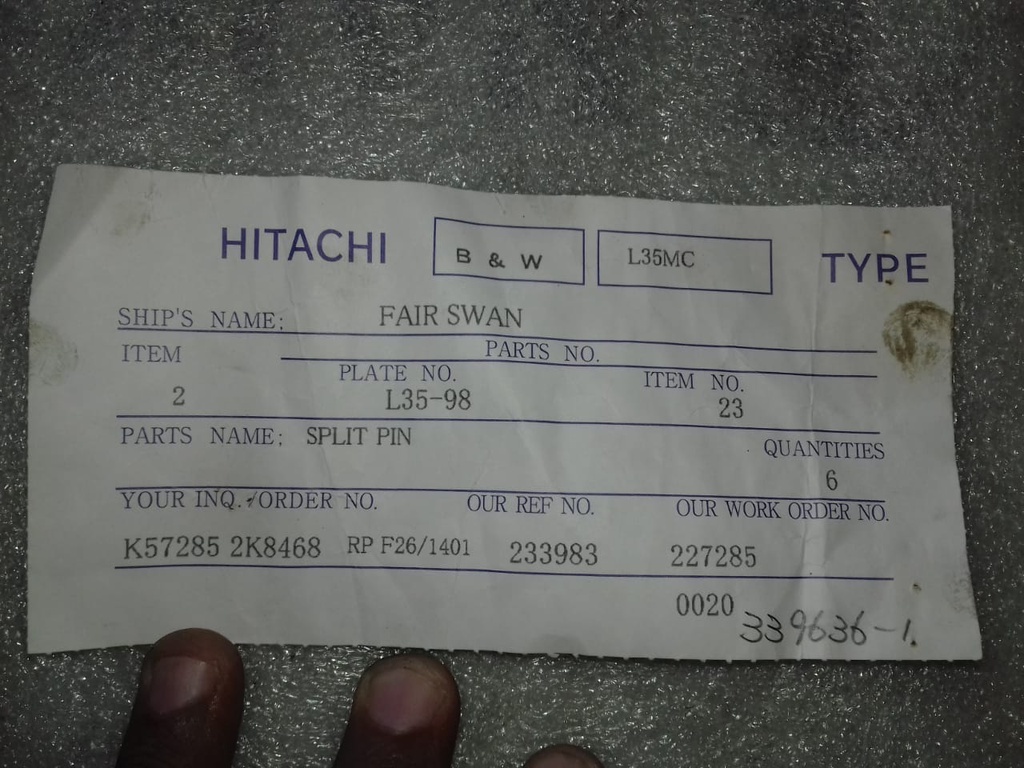 HITACHI B & W L35MC TYPE
SHIP'S NAME: FAIR SWAN
ITEM PARTS NO.
PLATE NO. ITEM NO.
2 L35-98 23
PARTS NAME: SPLIT PIN QUANTITIES
6
YOUR INQ./ORDER NO. OUR REF NO. OUR WORK ORDER NO.
K57285 2K8468 RP F26/1401 233983 227285
0020 339636-1.